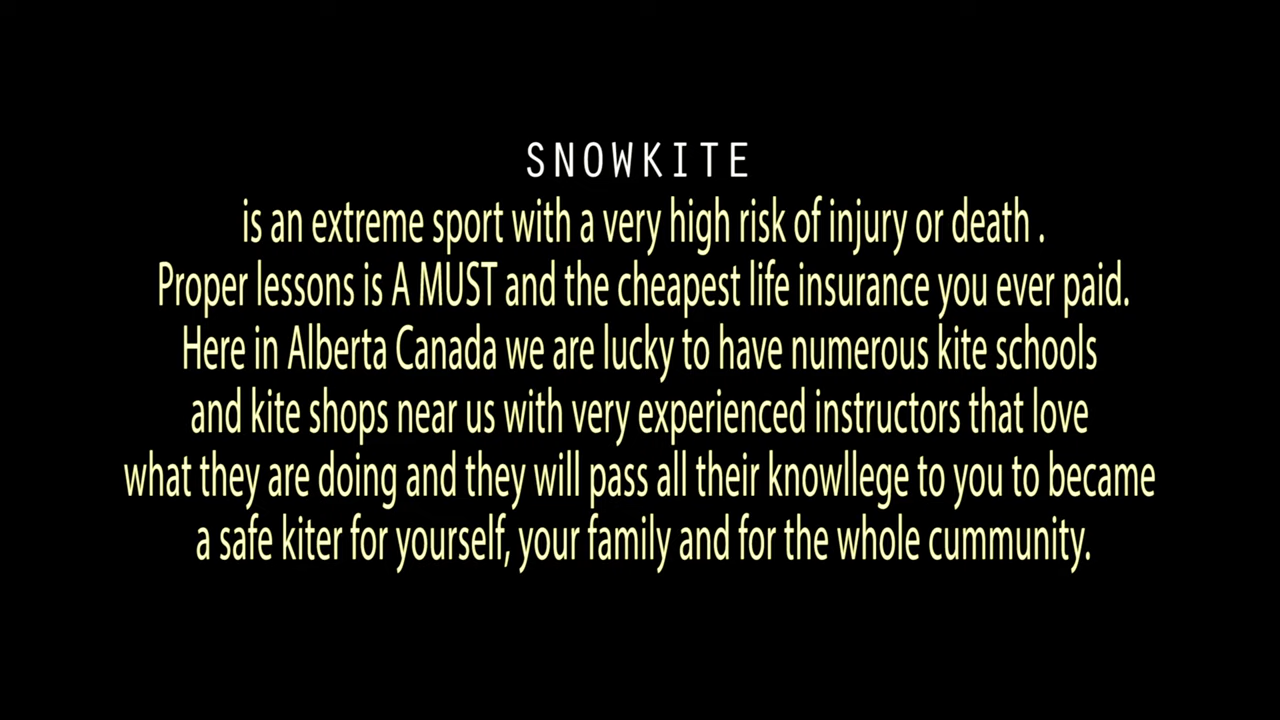 SNOWKITE
is an extreme sport with a very high risk of injury or death .
Proper lessons is A MUST and the cheapest life insurance you ever paid.
Here in Alberta Canada we are lucky to have numerous kite schools
and kite shops near us with very experienced instructors that love
what they are doing and they will pass all their knowllege to you to became
a safe kiter for yourself, your family and for the whole cummunity.